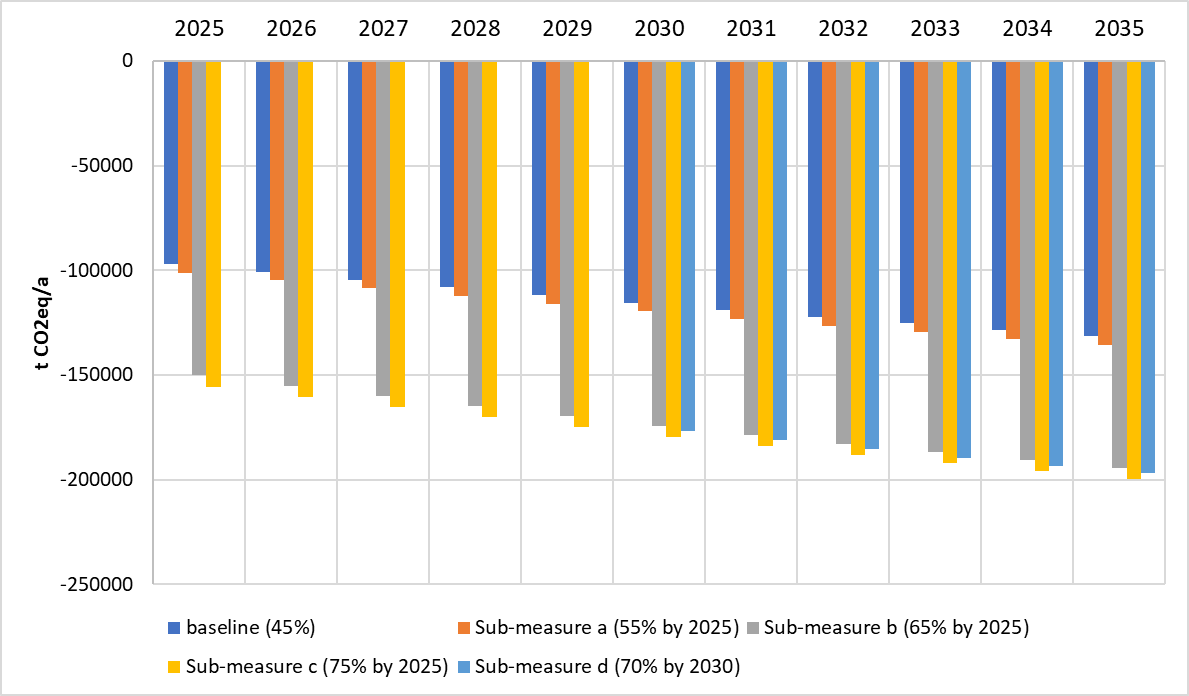 2025 2026 2027 2028 2029 2030 2031 2032 2033 2034 2035
0
-50000
-100000
-150000
-200000
-250000
t CO2eq/a
baseline (45%) Sub-measure a (55% by 2025) Sub-measure b (65% by 2025)
Sub-measure c (75% by 2025) Sub-measure d (70% by 2030)